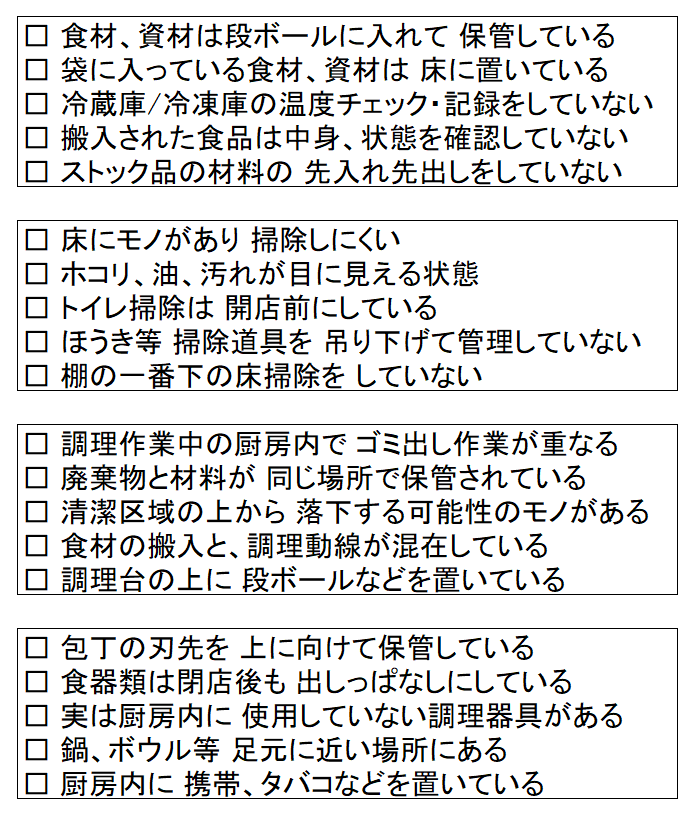 □ 食材、資材は段ボールに入れて 保管している
□ 袋に入っている食材、資材は 床に置いている
□ 冷蔵庫/冷凍庫の温度チェック・記録をしていない
□ 搬入された食品は中身、状態を確認していない
□ ストック品の材料の 先入れ先出しをしていない
□ 床にモノがあり 掃除しにくい
□ ホコリ、油、汚れが目に見える状態
□ トイレ掃除は 開店前にしている
□ ほうき等 掃除道具を 吊り下げて管理していない
□ 棚の一番下の床掃除を していない
□ 調理作業中の厨房内で ゴミ出し作業が重なる
□ 廃棄物と材料が 同じ場所で保管されている
□ 清潔区域の上から 落下する可能性のモノがある
□ 食材の搬入と、調理動線が混在している
□ 調理台の上に 段ボールなどを置いている
□ 包丁の刃先を 上に向けて保管している
□ 食器類は閉店後も 出しっぱなしにしている
□ 実は厨房内に 使用していない調理器具がある
□ 鍋、ボウル等 足元に近い場所にある
□ 厨房内に 携帯、タバコなどを置いている